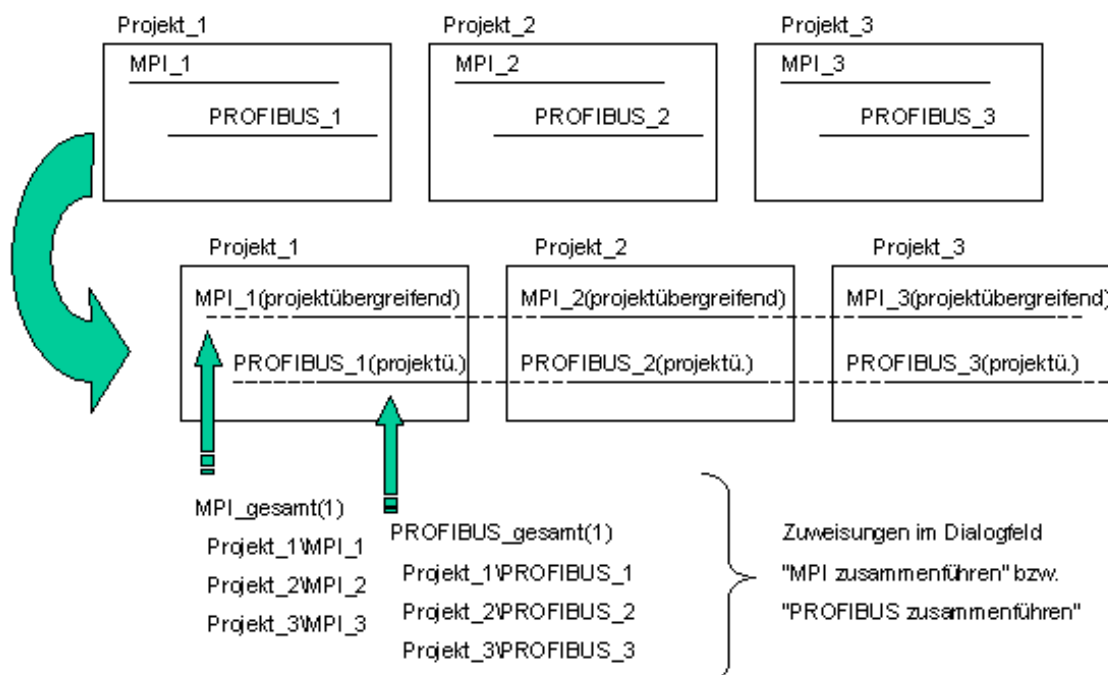 Projekt_1 Projekt_2 Projekt_3
MPI_1 MPI_2 MPI_3
PROFIBUS_1 PROFIBUS_2 PROFIBUS_3
Projekt_1 Projekt_2 Projekt_3
MPI_1(projektübergreifend) MPI_2(projektübergreifend) MPI_3(projektübergreifend)
PROFIBUS_1(projektü.) PROFIBUS_2(projektü.) PROFIBUS_3(projektü.)
MPI_gesamt(1)
Projekt_1\MPI_1
Projekt_2\MPI_2
Projekt_3\MPI_3
PROFIBUS_gesamt(1)
Projekt_1\PROFIBUS_1
Projekt_2\PROFIBUS_2
Projekt_3\PROFIBUS_3
Zuweisungen im Dialogfeld
"MPI zusammenführen" bzw.
"PROFIBUS zusammenführen"